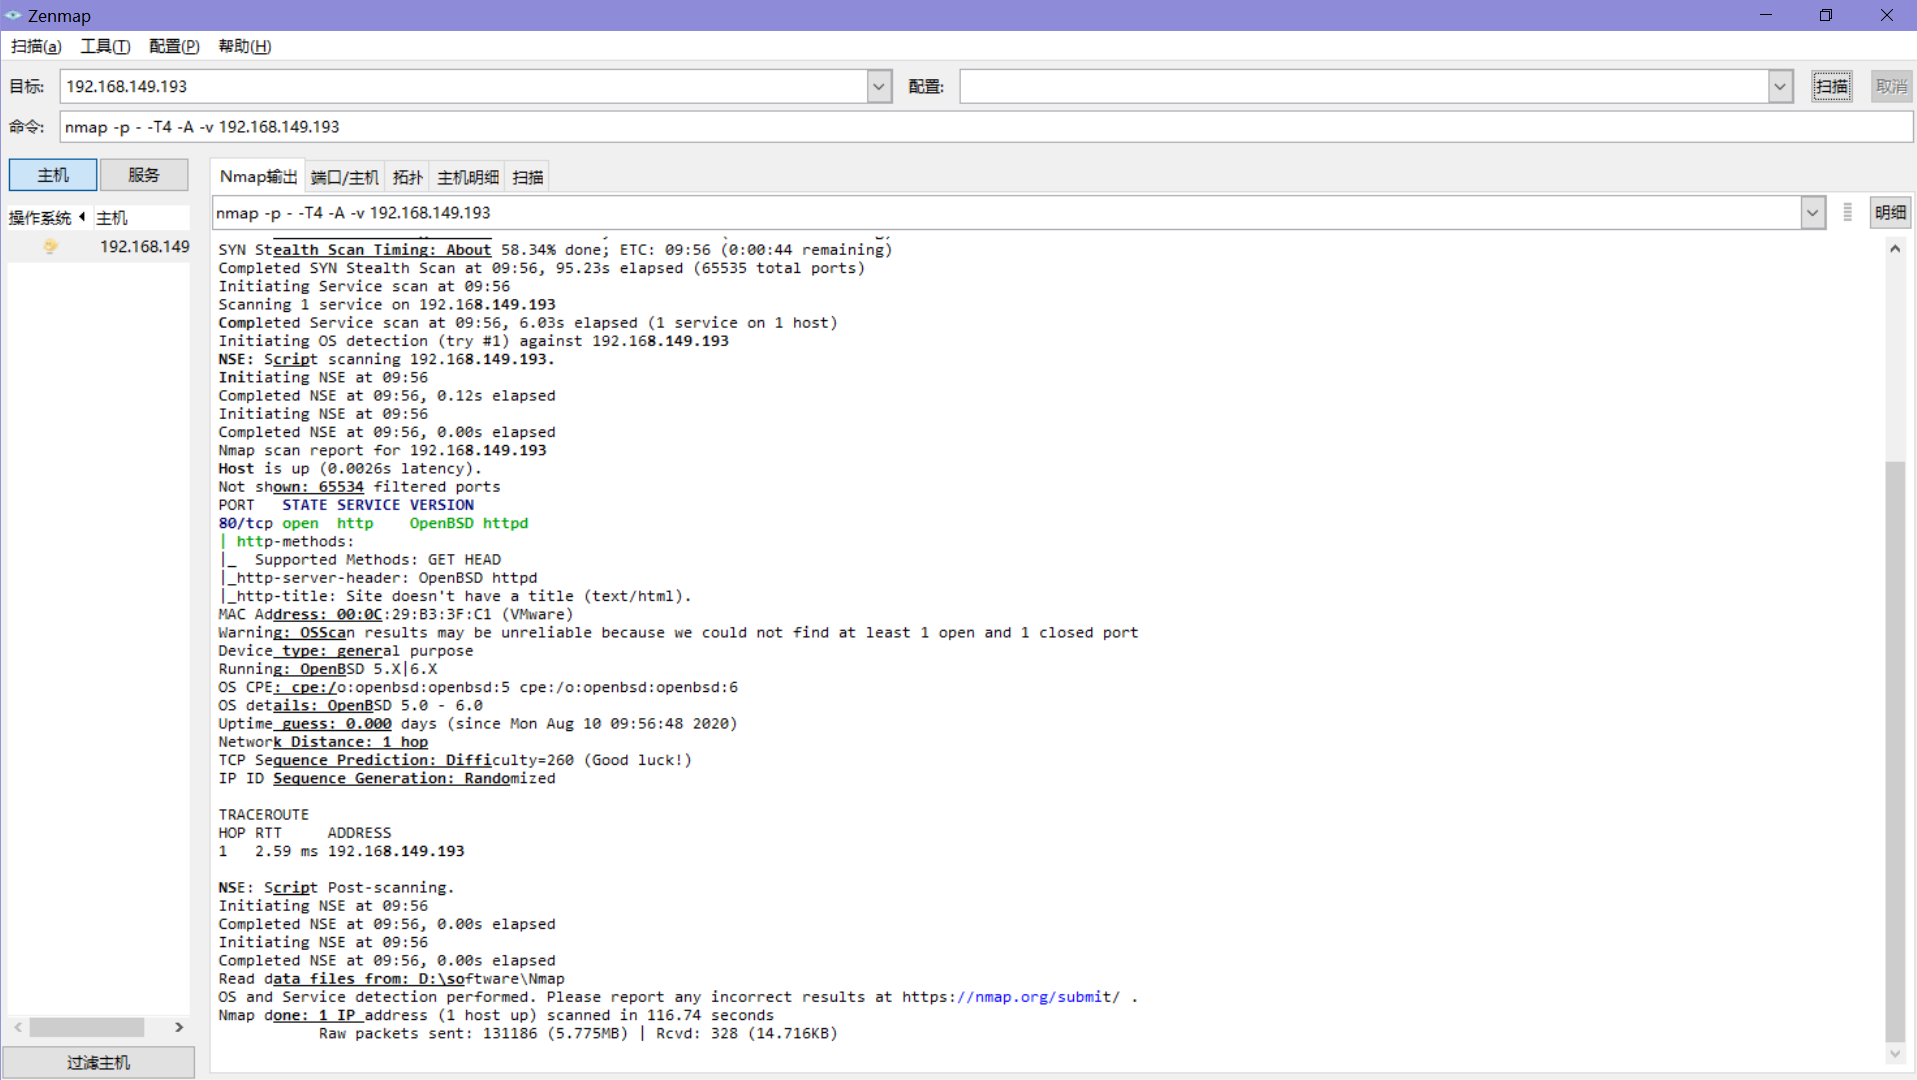 Zenmap
扫描(a) 工具(T) 配置(P) 帮助(H)
目标: 192.168.149.193 配置: 扫描 取消
命令: nmap -p - -T4 -A -v 192.168.149.193
主机 服务 Nmap输出 端口/主机 拓扑 主机明细 扫描
操作系统 主机 nmap -p - -T4 -A -v 192.168.149.193 明细
192.168.149
SYN Stealth Scan Timing: About 58.34% done; ETC: 09:56 (0:00:44 remaining)
Completed SYN Stealth Scan at 09:56, 95.23s elapsed (65535 total ports)
Initiating Service scan at 09:56
Scanning 1 service on 192.168.149.193
Completed Service scan at 09:56, 6.03s elapsed (1 service on 1 host)
Initiating OS detection (try #1) against 192.168.149.193
NSE: Script scanning 192.168.149.193.
Initiating NSE at 09:56
Completed NSE at 09:56, 0.12s elapsed
Initiating NSE at 09:56
Completed NSE at 09:56, 0.00s elapsed
Nmap scan report for 192.168.149.193
Host is up (0.0026s latency).
Not shown: 65534 filtered ports
PORT   STATE SERVICE VERSION
80/tcp open  http    OpenBSD httpd
| http-methods:
|_  Supported Methods: GET HEAD
|_http-server-header: OpenBSD httpd
|_http-title: Site doesn't have a title (text/html).
MAC Address: 00:0C:29:B3:3F:C1 (VMware)
Warning: OSScan results may be unreliable because we could not find at least 1 open and 1 closed port
Device type: general purpose
Running: OpenBSD 5.X|6.X
OS CPE: cpe:/o:openbsd:openbsd:5 cpe:/o:openbsd:openbsd:6
OS details: OpenBSD 5.0 - 6.0
Uptime guess: 0.000 days (since Mon Aug 10 09:56:48 2020)
Network Distance: 1 hop
TCP Sequence Prediction: Difficulty=260 (Good luck!)
IP ID Sequence Generation: Randomized
TRACEROUTE
HOP RTT     ADDRESS
1   2.59 ms 192.168.149.193
NSE: Script Post-scanning.
Initiating NSE at 09:56
Completed NSE at 09:56, 0.00s elapsed
Initiating NSE at 09:56
Completed NSE at 09:56, 0.00s elapsed
Read data files from: D:\software\Nmap
OS and Service detection performed. Please report any incorrect results at https://nmap.org/submit/ .
Nmap done: 1 IP address (1 host up) scanned in 116.74 seconds
Raw packets sent: 131186 (5.775MB) | Rcvd: 328 (14.716KB)
过滤主机